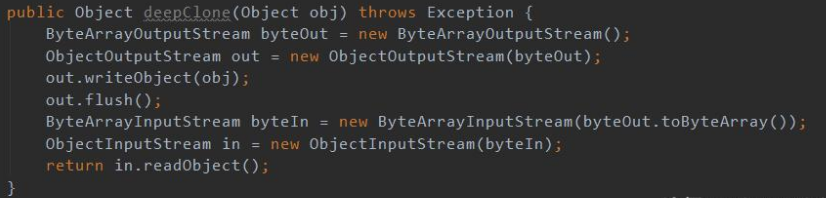 public Object deepClone(Object obj) throws Exception {
    ByteArrayOutputStream byteOut = new ByteArrayOutputStream();
    ObjectOutputStream out = new ObjectOutputStream(byteOut);
    out.writeObject(obj);
    out.flush();
    ByteArrayInputStream byteIn = new ByteArrayInputStream(byteOut.toByteArray());
    ObjectInputStream in = new ObjectInputStream(byteIn);
    return in.readObject();
}